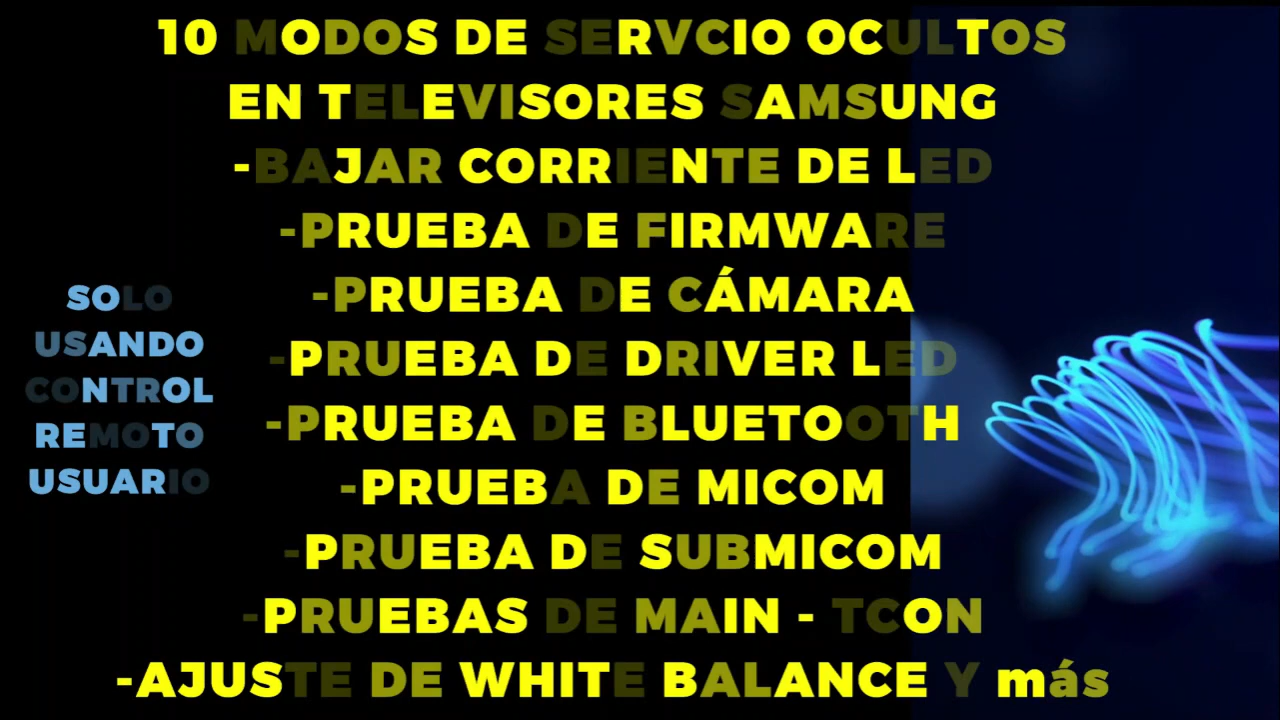 10 MODOS DE SERVCIO OCULTOS
EN TELEVISORES SAMSUNG
-BAJAR CORRIENTE DE LED
-PRUEBA DE FIRMWARE
-PRUEBA DE CÁMARA
-PRUEBA DE DRIVER LED
-PRUEBA DE BLUETOOTH
-PRUEBA DE MICOM
-PRUEBA DE SUBMICOM
-PRUEBAS DE MAIN - TCON
-AJUSTE DE WHITE BALANCE Y más
SOLO
USANDO
CONTROL
REMOTO
USUARIO